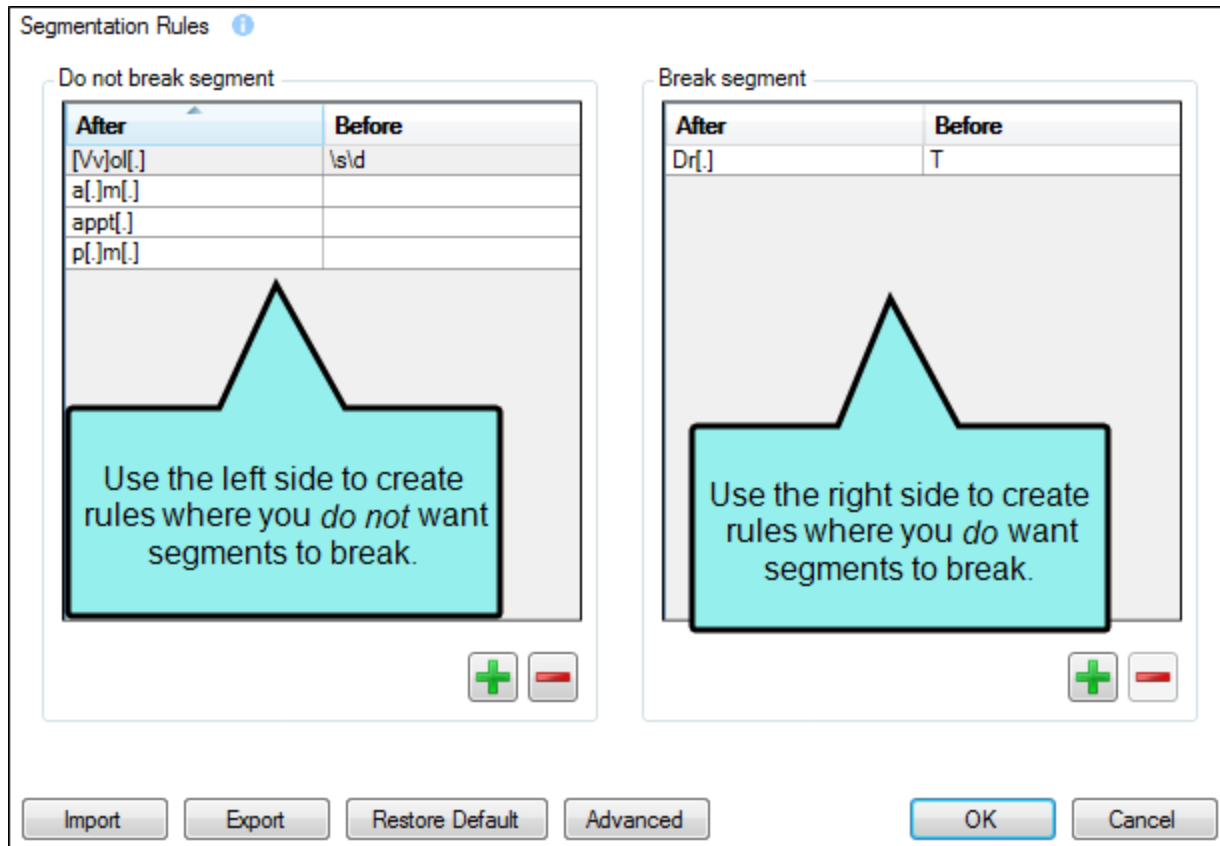 Segmentation Rules
Do not break segment
After Before
[Vv]ol[.] \s\d
a[.]m[.]
appt[.]
p[.]m[.]
Use the left side to create
rules where you do not want
segments to break.
Break segment
After Before
Dr[.] T
Use the right side to create
rules where you do want
segments to break.
Import Export Restore Default Advanced OK Cancel